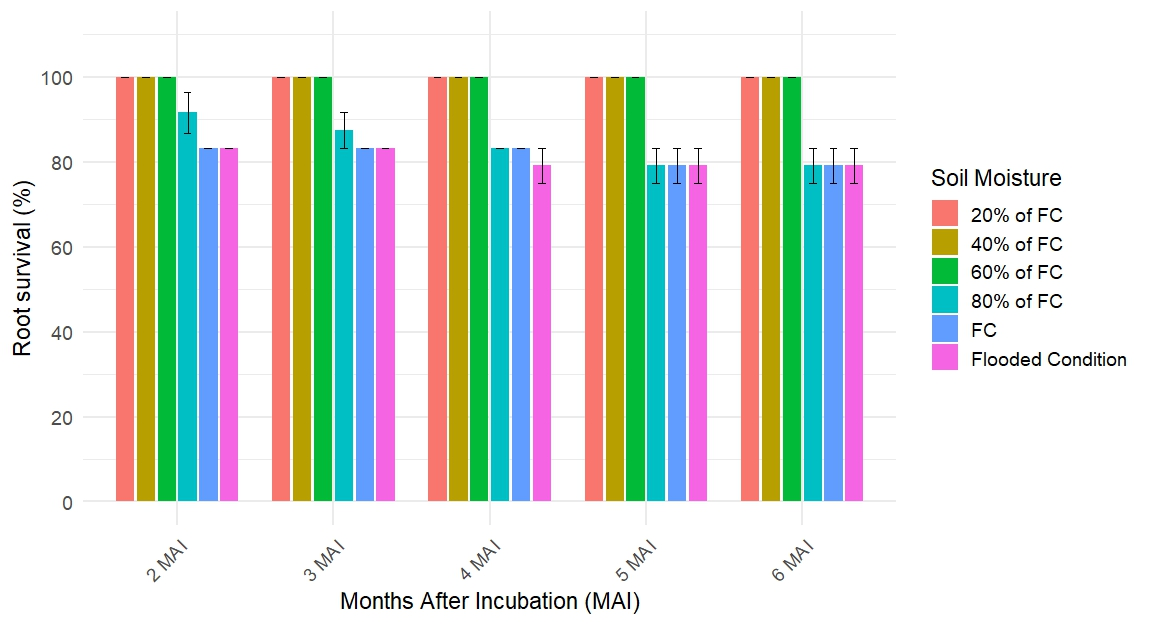 Root survival (%)
100
80
60
40
20
0
2 MAI
3 MAI
4 MAI
5 MAI
6 MAI
Months After Incubation (MAI)
Soil Moisture
20% of FC
40% of FC
60% of FC
80% of FC
FC
Flooded Condition